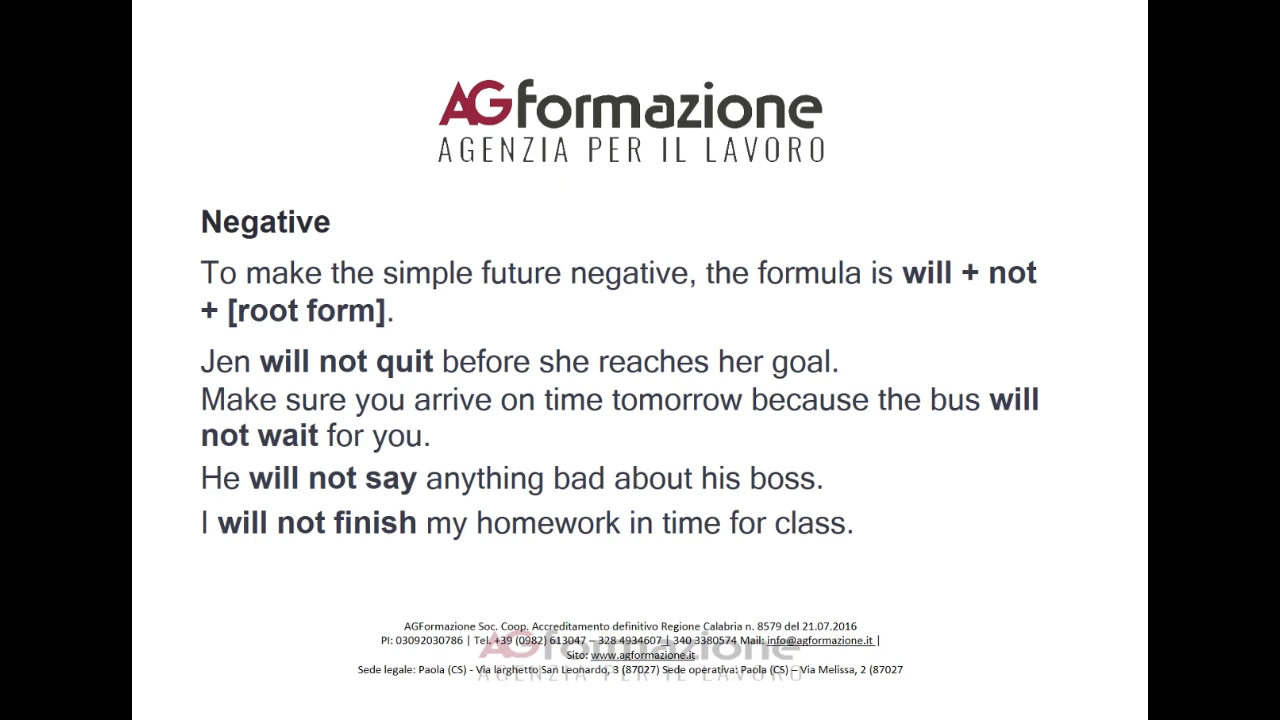 AGformazione
AGENZIA PER IL LAVORO
Negative
To make the simple future negative, the formula is will + not
+ [root form].
Jen will not quit before she reaches her goal.
Make sure you arrive on time tomorrow because the bus will
not wait for you.
He will not say anything bad about his boss.
I will not finish my homework in time for class.
AGFormazione Soc. Coop. Accreditamento definitivo Regione Calabria n. 8579 del 21.07.2016
PI: 03092030786 | Tel. +39 (0982) 613047 – 328 4934607 | 340 3380574 Mail: info@agformazione.it |
AGformazione
Sito: www.agformazione.it
Sede legale: Paola (CS) - Via larghetto San Leonardo, 3 (87027) Sede operativa: Paola (CS) – Via Melissa, 2 (87027
AGENZIA PER IL LAVORO